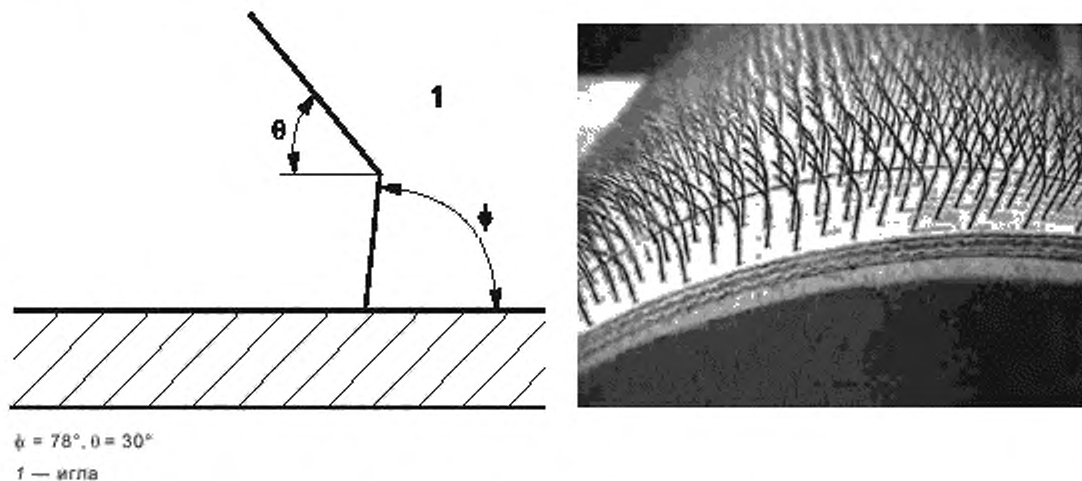 1
θ
ϕ
ϕ = 78°, θ = 30°
1 — игла